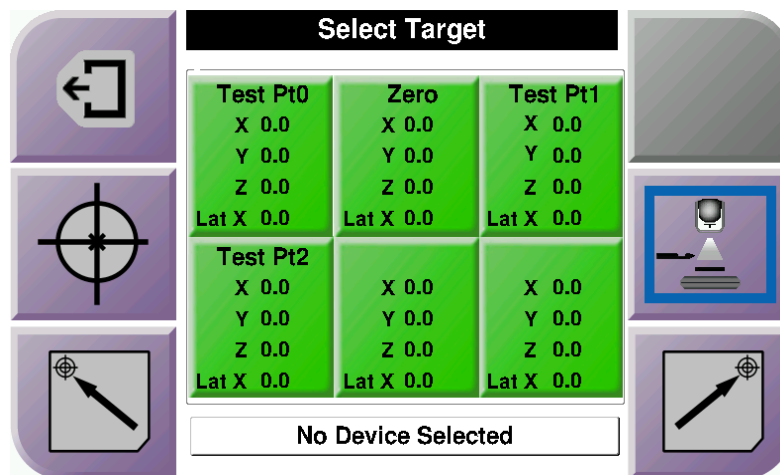 Select Target
Test Pt0 Zero Test Pt1
X 0.0 X 0.0 X 0.0
Y 0.0 Y 0.0 Y 0.0
Z 0.0 Z 0.0 Z 0.0
Lat X 0.0 Lat X 0.0 Lat X 0.0
Test Pt2
X 0.0 X 0.0 X 0.0
Y 0.0 Y 0.0 Y 0.0
Z 0.0 Z 0.0 Z 0.0
Lat X 0.0 Lat X 0.0 Lat X 0.0
No Device Selected